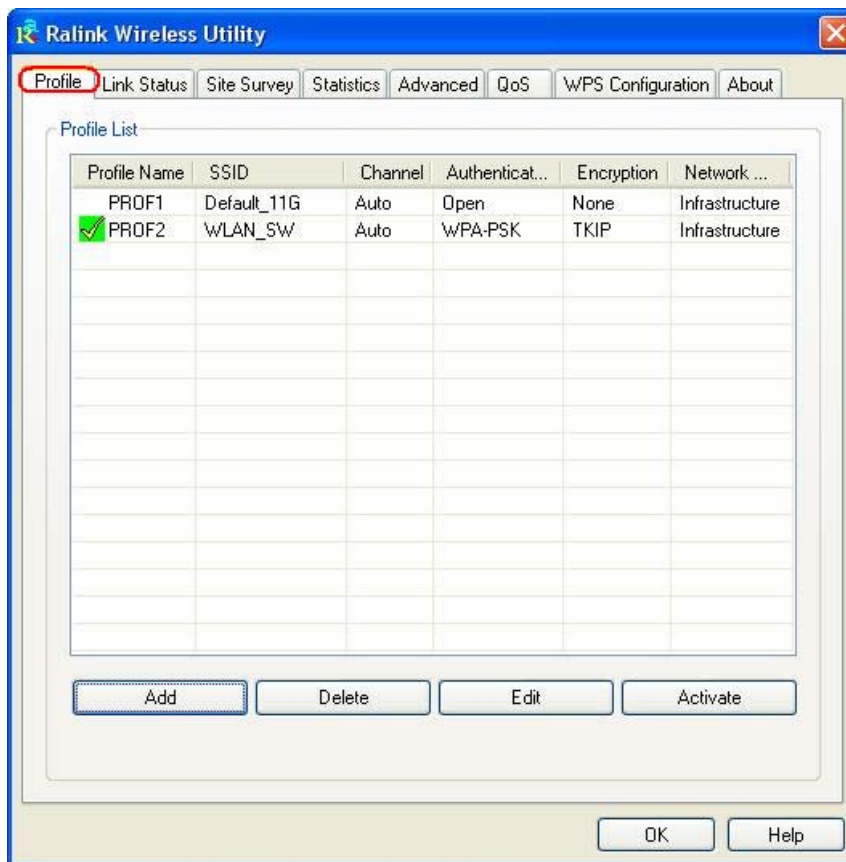 Ralink Wireless Utility
Profile Link Status Site Survey Statistics Advanced QoS WPS Configuration About
Profile List
Profile Name SSID Channel Authenticat... Encryption Network ...
PROF1 Default_11G Auto Open None Infrastructure
PROF2 WLAN_SW Auto WPA-PSK TKIP Infrastructure
Add Delete Edit Activate
OK Help